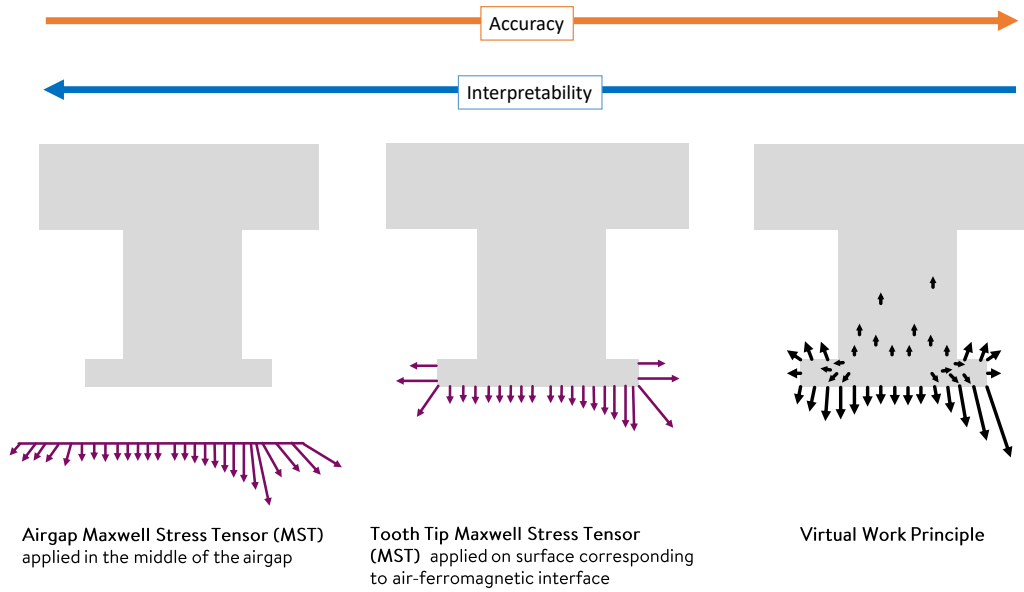 Accuracy
Interpretability
Airgap Maxwell Stress Tensor (MST)
applied in the middle of the airgap
Tooth Tip Maxwell Stress Tensor
(MST) applied on surface corresponding
to air-ferromagnetic interface
Virtual Work Principle